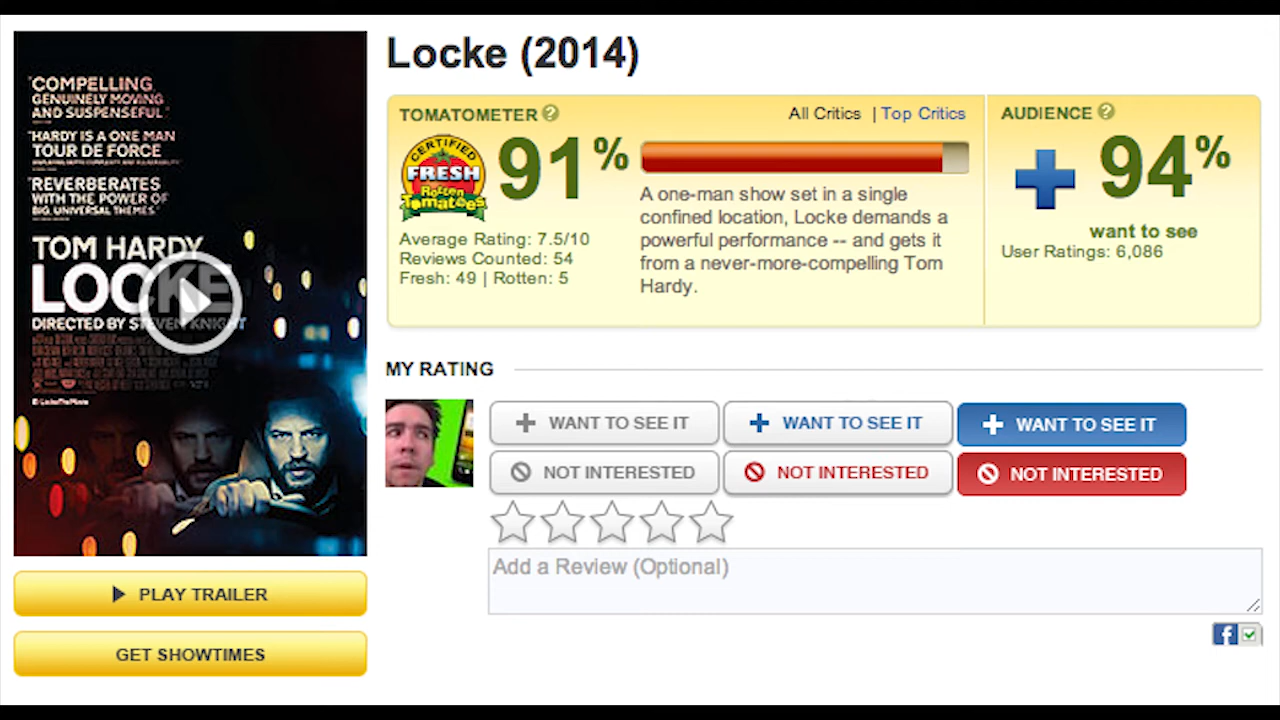 "COMPELLING,
GENUINELY MOVING
AND SUSPENSEFUL."
"HARDY IS A ONE MAN
TOUR DE FORCE
"REVERBERATES
WITH THE POWER OF
BIG, UNIVERSAL THEMES."
TOM HARDY
LOCKE
DIRECTED BY STEVEN KNIGHT
PLAY TRAILER
GET SHOWTIMES
Locke (2014)
TOMATOMETER ?
All Critics | Top Critics
CERTIFIED
FRESH
Rotten
Tomatoes
91%
Average Rating: 7.5/10
Reviews Counted: 54
Fresh: 49 | Rotten: 5
A one-man show set in a single
confined location, Locke demands a
powerful performance -- and gets it
from a never-more-compelling Tom
Hardy.
AUDIENCE ?
94%
want to see
User Ratings: 6,086
MY RATING
WANT TO SEE IT WANT TO SEE IT WANT TO SEE IT
NOT INTERESTED NOT INTERESTED NOT INTERESTED
Add a Review (Optional)
f